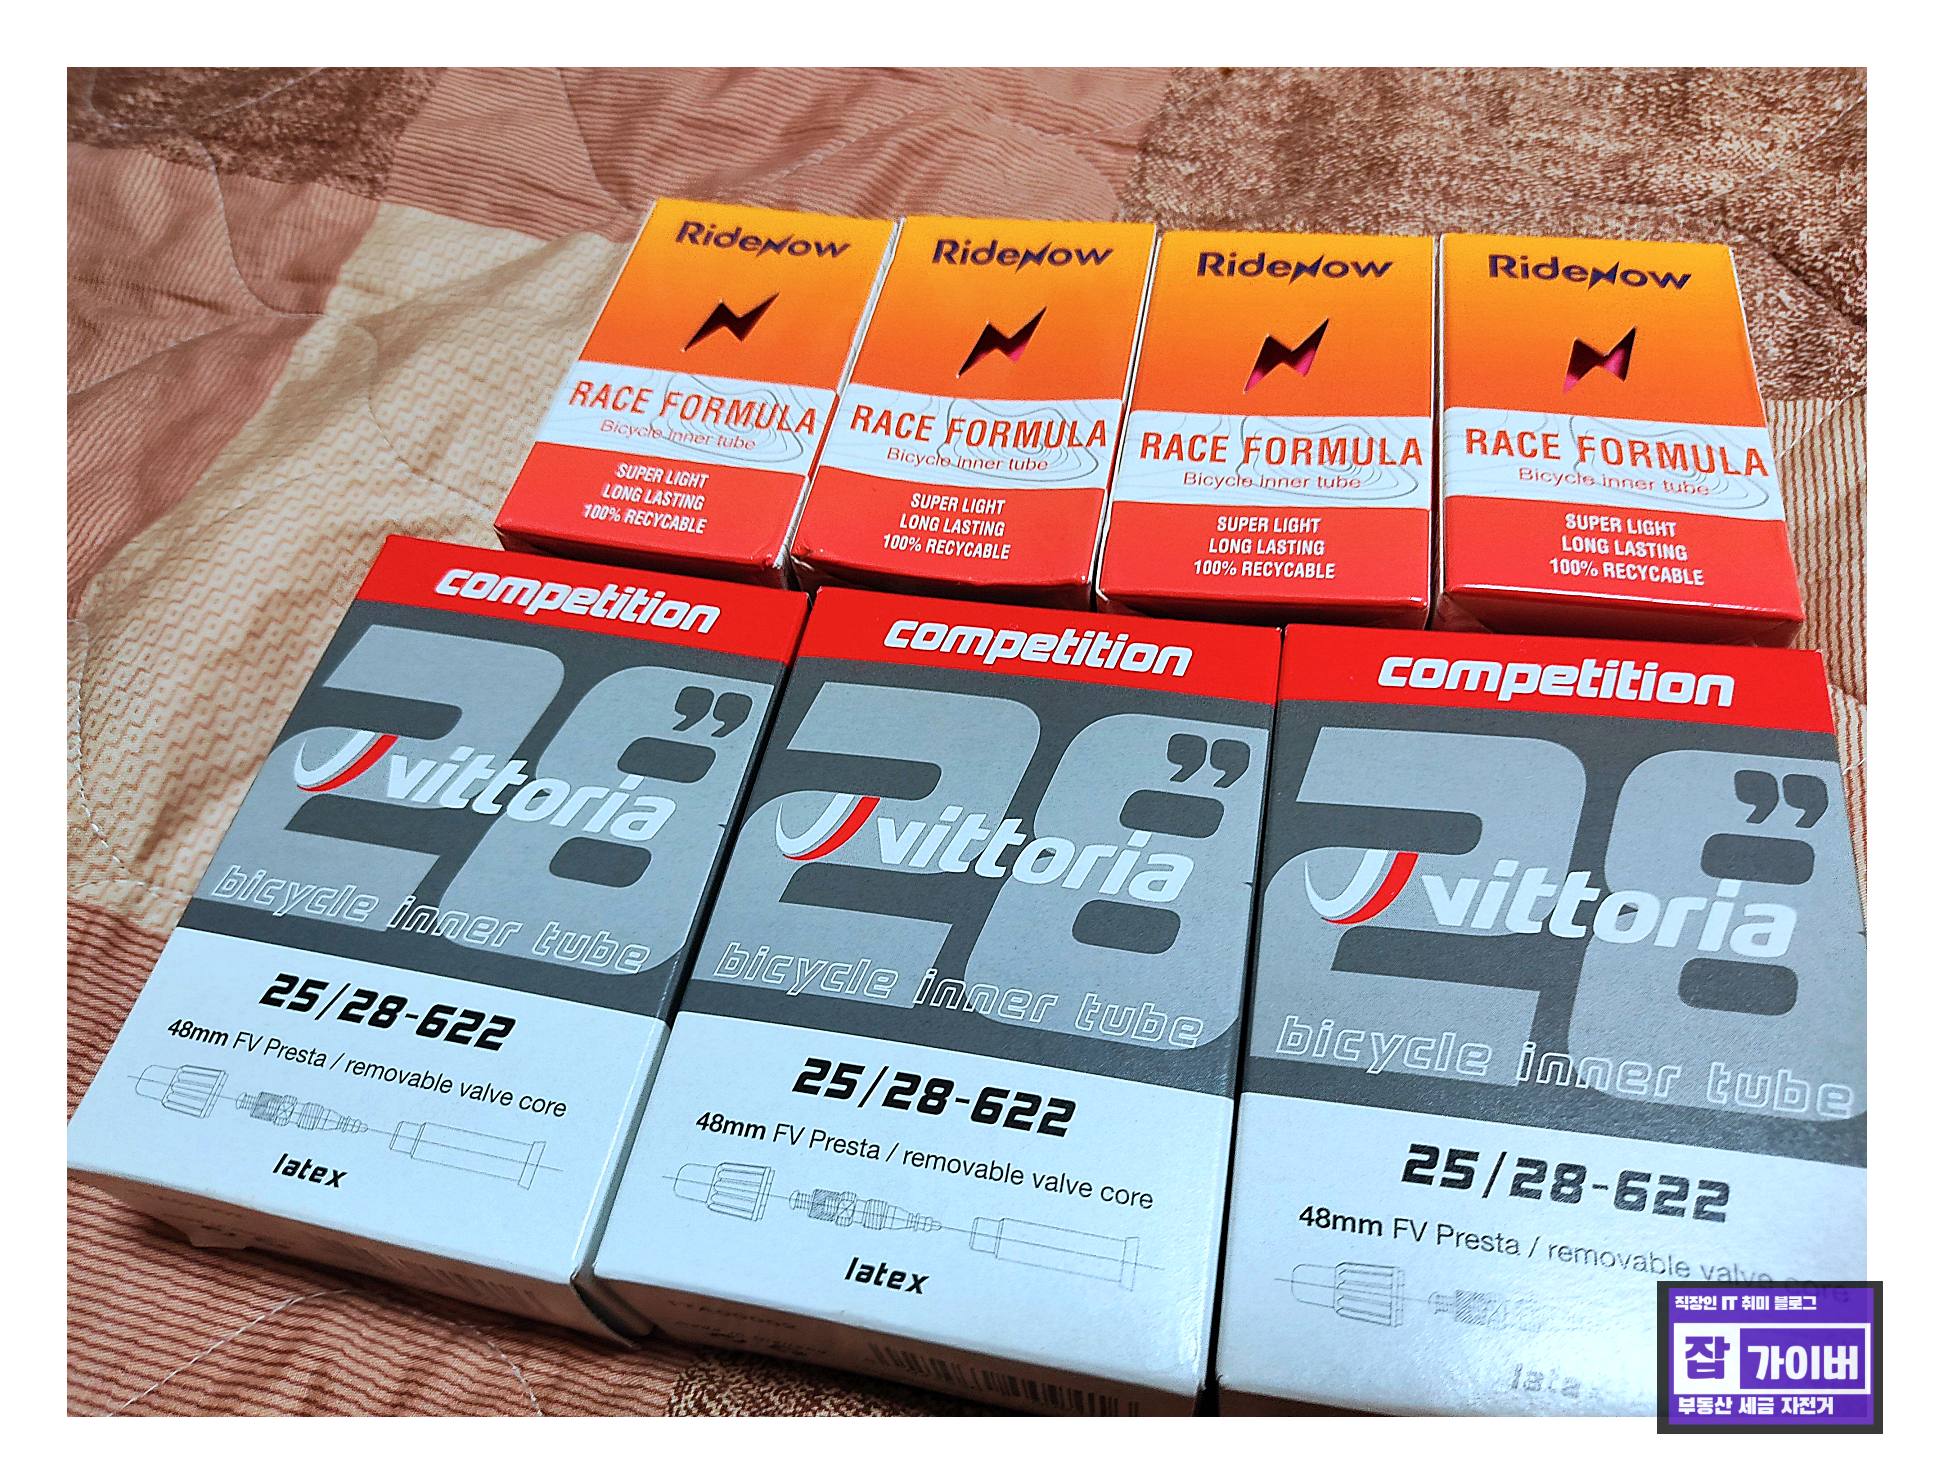 RideNow
RACE FORMULA
Bicycle inner tube
SUPER LIGHT
LONG LASTING
100% RECYCABLE
RideNow
RACE FORMULA
Bicycle inner tube
SUPER LIGHT
LONG LASTING
100% RECYCABLE
RideNow
RACE FORMULA
Bicycle inner tube
SUPER LIGHT
LONG LASTING
100% RECYCABLE
RideNow
RACE FORMULA
Bicycle inner tube
SUPER LIGHT
LONG LASTING
100% RECYCABLE
competition
28”
vittoria
bicycle inner tube
25/28-622
48mm FV Presta / removable valve core
latex
competition
28”
vittoria
bicycle inner tube
25/28-622
48mm FV Presta / removable valve core
latex
competition
28”
vittoria
bicycle inner tube
25/28-622
48mm FV Presta / removable valve core
직장인 IT 취미 블로그
잡가이버
부동산 세금 자전거